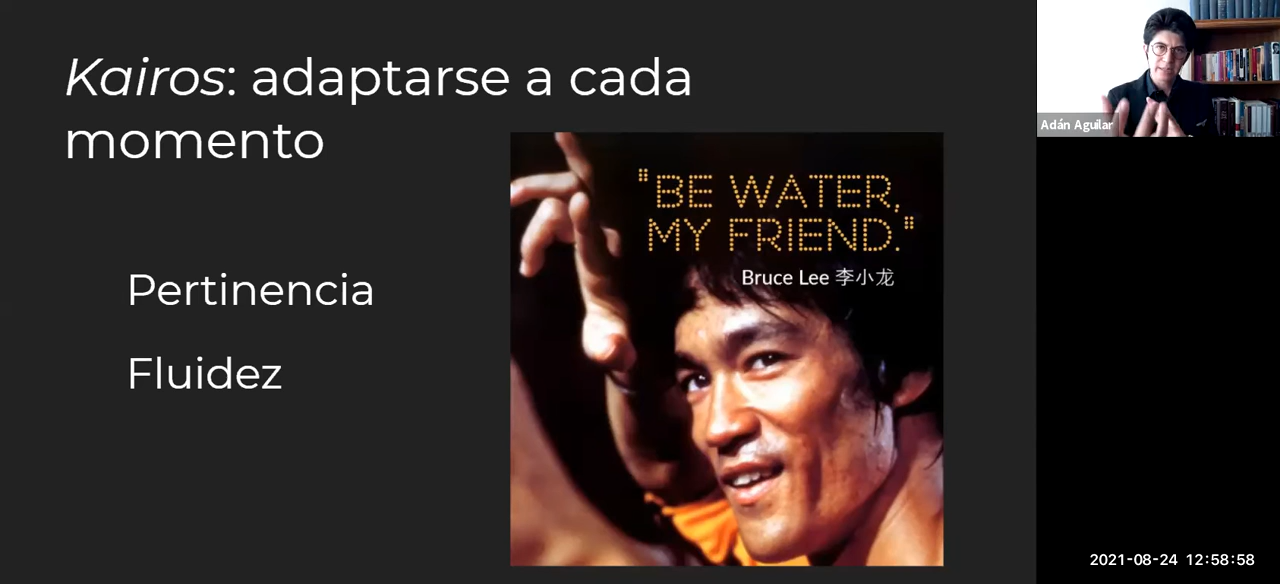 Kairos: adaptarse a cada
momento
Pertinencia
Fluidez
"BE WATER,
MY FRIEND."
Bruce Lee 李小龙
Adán Aguilar
2021-08-24 12:58:58